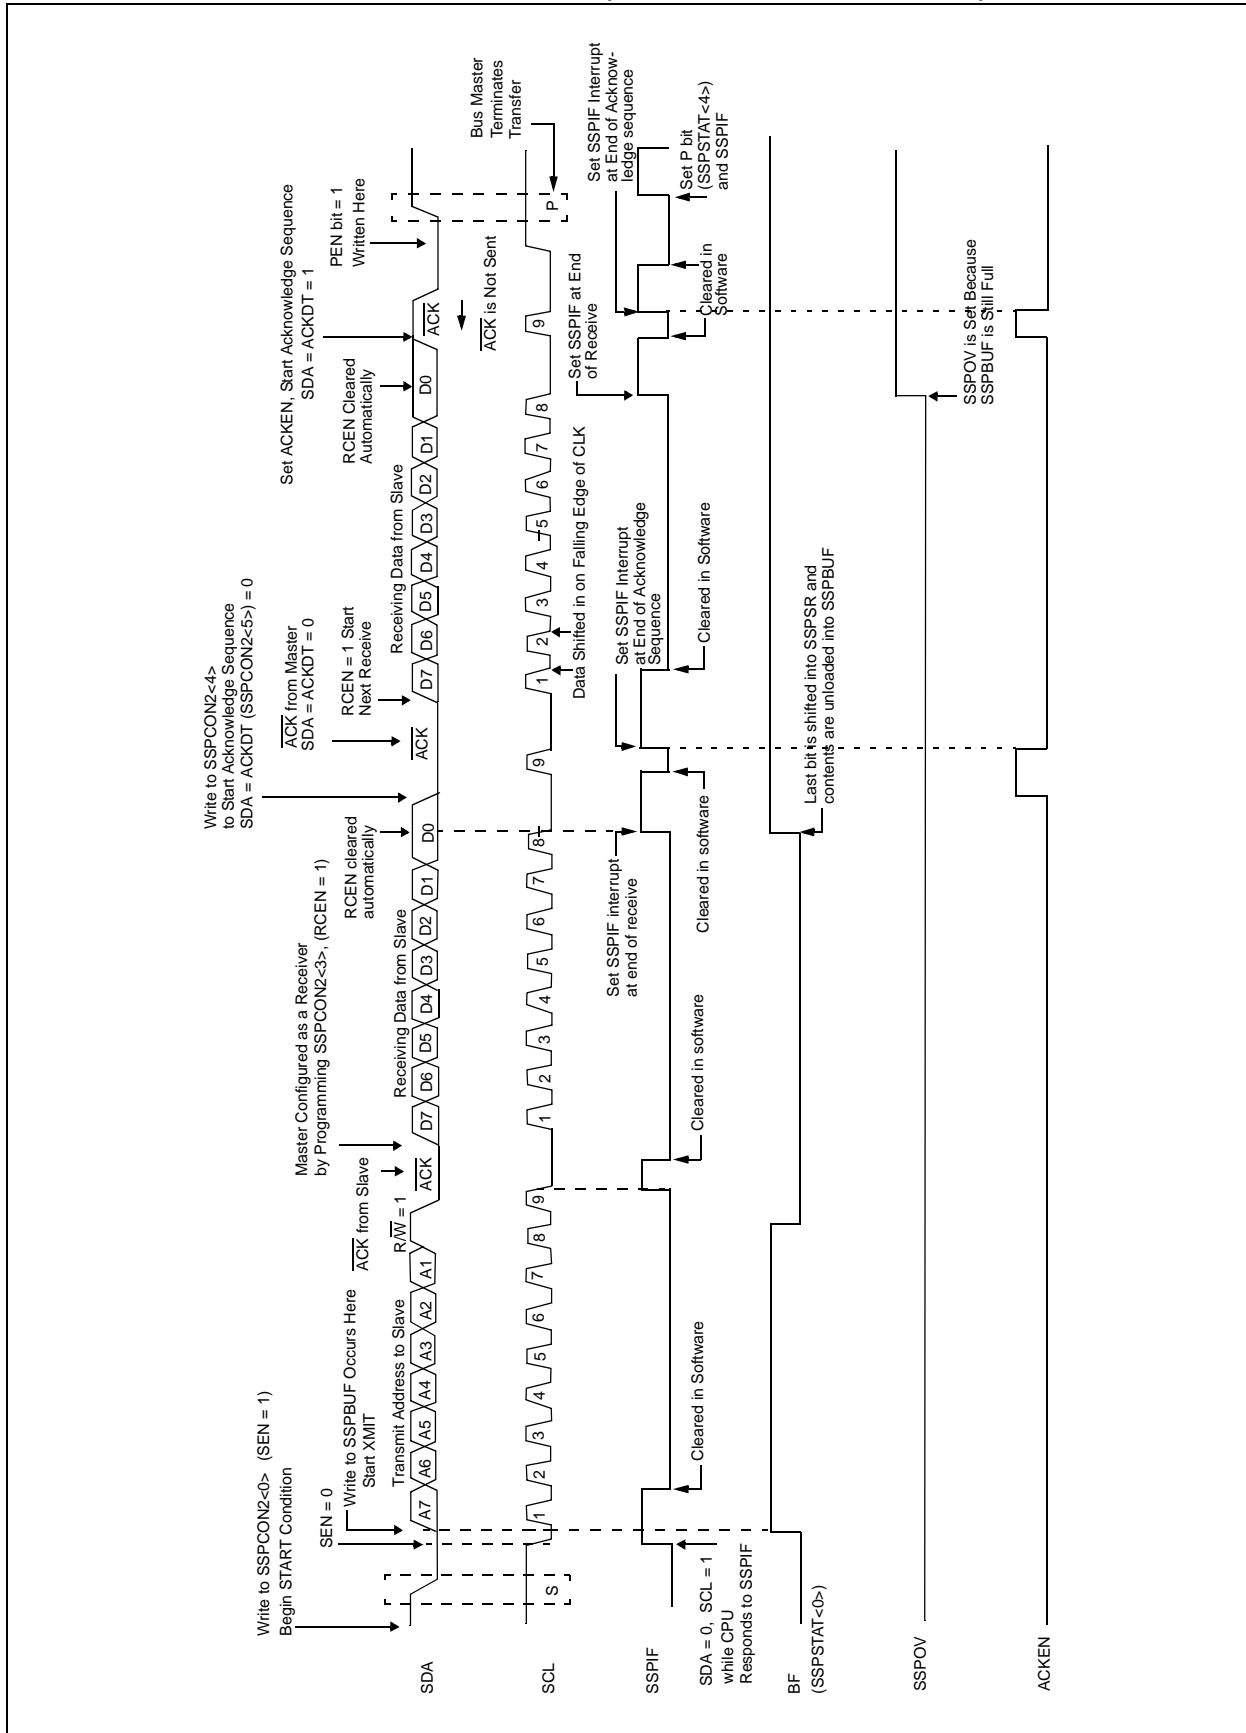 Write to SSPCON2<0> (SEN = 1)
Begin START Condition
SEN = 0
Write to SSPBUF Occurs Here
Start XMIT
Transmit Address to Slave
R/W = 1
ACK from Slave
Master Configured as a Receiver
by Programming SSPCON2<3>, (RCEN = 1)
Receiving Data from Slave
RCEN cleared
automatically
Write to SSPCON2<4>
to Start Acknowledge Sequence
SDA = ACKDT (SSPCON2<5>) = 0
ACK from Master
SDA = ACKDT = 0
RCEN = 1 Start
Next Receive
Receiving Data from Slave
RCEN Cleared
Automatically
Set ACKEN, Start Acknowledge Sequence
SDA = ACKDT = 1
PEN bit = 1
Written Here
SDA
A7 A6 A5 A4 A3 A2 A1
ACK
D7 D6 D5 D4 D3 D2 D1 D0
ACK
D7 D6 D5 D4 D3 D2 D1 D0
ACK
ACK is Not Sent
Bus Master
Terminates
Transfer
SCL
S
1 2 3 4 5 6 7 8 9
1 2 3 4 5 6 7 8 9
1 2 3 4 5 6 7 8 9
P
Data Shifted in on Falling Edge of CLK
Set SSPIF interrupt
at end of receive
Set SSPIF Interrupt
at End of Acknowledge
Sequence
Set SSPIF at End
of Receive
Set SSPIF Interrupt
at End of Acknow-
ledge sequence
SSPIF
SDA = 0, SCL = 1
while CPU
Responds to SSPIF
Cleared in Software
Cleared in software
Cleared in software
Cleared in Software
Cleared in
Software
Set P bit
(SSPSTAT<4>)
and SSPIF
BF
(SSPSTAT<0>)
Last bit is shifted into SSPSR and
contents are unloaded into SSPBUF
SSPOV
SSPOV is Set Because
SSPBUF is Still Full
ACKEN